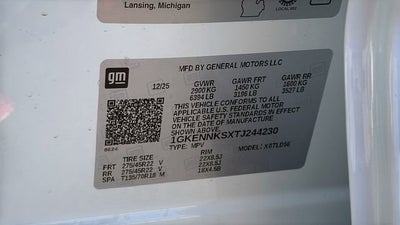 Lansing, Michigan
LOCAL 652
gm
MFD BY GENERAL MOTORS LLC
12/25 GVWR GAWR FRT GAWR RR
2900 KG 1450 KG 1600 KG
6394 LB 3196 LB 3527 LB
THIS VEHICLE CONFORMS TO ALL
APPLICABLE U.S. FEDERAL MOTOR
VEHICLE SAFETY STANDARDS IN EFFECT
ON THE DATE OF MANUFACTURE
SHOWN ABOVE
1GKENNKSXTJ244230
TYPE: MPV MODEL:
TIRE SIZE RIM
FRT 275/45R22 V 22X8.5J
RR 275/45R22 V 22X8.5J
SPA T135/70R18 M 18X4.5B